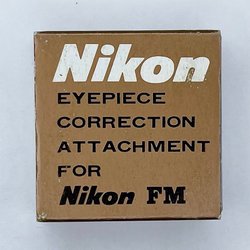 Nikon
EYEPIECE
CORRECTION
ATTACHMENT
FOR
Nikon FM